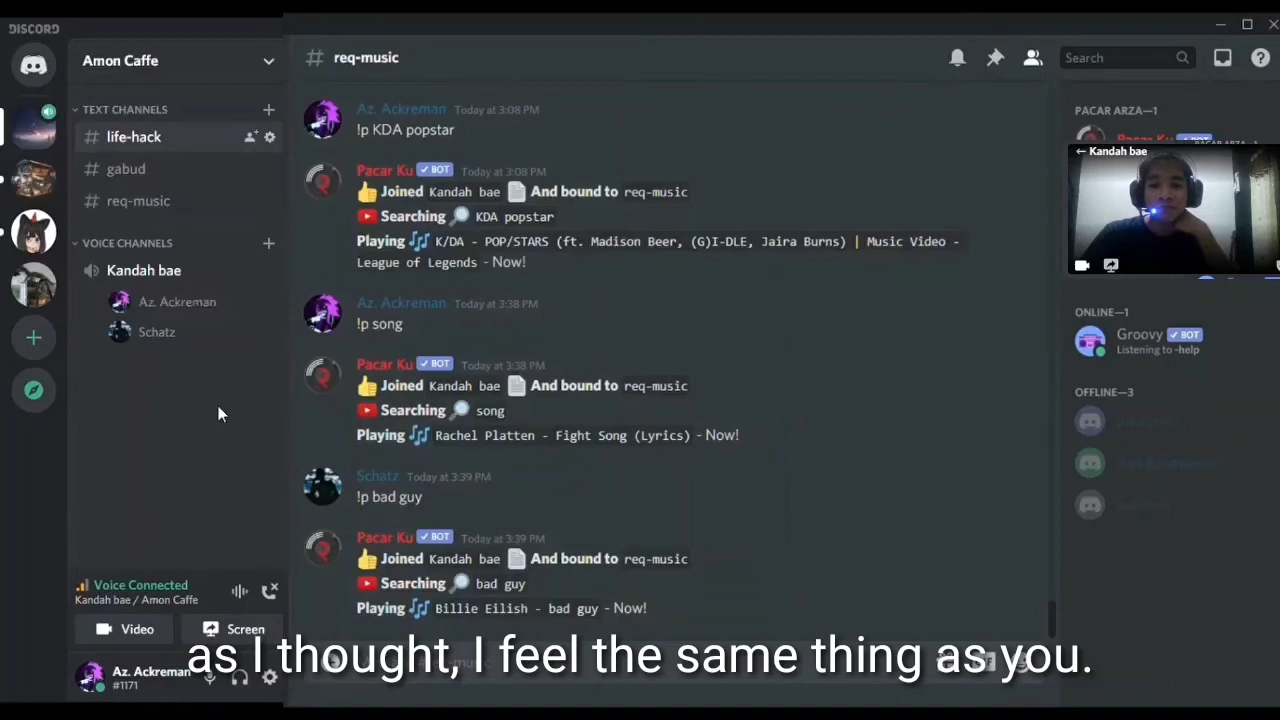 DISCORD
Amon Caffe
TEXT CHANNELS
life-hack
gabud
req-music
VOICE CHANNELS
Kandah bae
Az. Ackreman
Schatz
Voice Connected
Kandah bae / Amon Caffe
Video
Screen
Az. Ackreman
#1171
# req-music
Search
Az. Ackreman Today at 3:08 PM
!p KDA popstar
Pacar Ku ✓ BOT Today at 3:08 PM
👍 Joined Kandah bae 📄 And bound to req-music
Searching 🔎 KDA popstar
Playing 🎶 K/DA - POP/STARS (ft. Madison Beer, (G)I-DLE, Jaira Burns) | Music Video -
League of Legends - Now!
Az. Ackreman Today at 3:38 PM
!p song
Pacar Ku ✓ BOT Today at 3:38 PM
👍 Joined Kandah bae 📄 And bound to req-music
Searching 🔎 song
Playing 🎶 Rachel Platten - Fight Song (Lyrics) - Now!
Schatz Today at 3:39 PM
!p bad guy
Pacar Ku ✓ BOT Today at 3:39 PM
👍 Joined Kandah bae 📄 And bound to req-music
Searching 🔎 bad guy
Playing 🎶 Billie Eilish - bad guy - Now!
PACAR ARZA—1
← Kandah bae
ONLINE—1
Groovy ✓ BOT
Listening to -help
OFFLINE—3
as I thought, I feel the same thing as you.